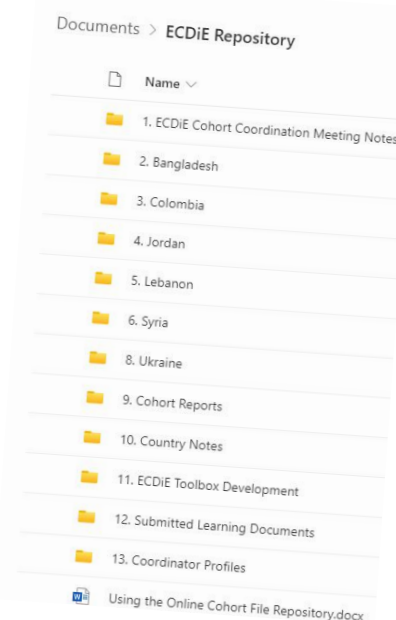 Documents > ECDiE Repository
Name
1. ECDiE Cohort Coordination Meeting Notes
2. Bangladesh
3. Colombia
4. Jordan
5. Lebanon
6. Syria
8. Ukraine
9. Cohort Reports
10. Country Notes
11. ECDiE Toolbox Development
12. Submitted Learning Documents
13. Coordinator Profiles
Using the Online Cohort File Repository.docx